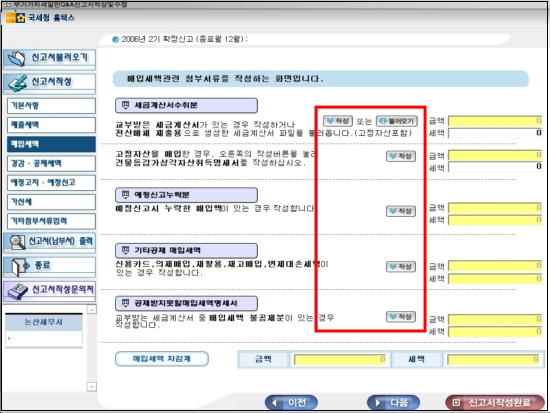 부가가치세일반Q&A신고서작성및수정
NTS 국세청 홈택스
2006년 2기 확정신고 (종료월 12월) :
신고서불러오기
신고서작성
기본사항
매출세액
매입세액
경감 · 공제세액
예정고지 · 예정신고
가산세
기타첨부서류입력
신고서(납부서) 출력
종료
신고서작성문의처
논산세무서
매입세액관련 첨부서류를 작성하는 화면입니다.
세금계산서수취분
교부받은 세금계산서가 있는 경우 작성하거나
전산매체 제출용으로 생성한 세금계산서 파일을 불러옵니다.(고정자산포함)
작성 또는 불러오기
금액 0
세액 0
고정자산을 매입한 경우, 오른쪽의 작성버튼을 눌러
건물등감가상각자산취득명세서를 작성하십시오.
작성
금액 0
세액 0
예정신고누락분
예정신고시 누락한 매입액이 있는 경우 작성합니다.
작성
금액 0
세액 0
기타공제 매입세액
신용카드,의제매입,재활용,재고매입,변제대손세액이
있는 경우 작성합니다.
작성
금액 0
세액 0
공제받지못할매입세액명세서
교부받는 세금계산서 중 매입세액 불공제분이 있는 경우
작성합니다.
작성
금액 0
세액 0
매입세액 차감계
금액 0 세액 0
이전 다음 신고서작성완료